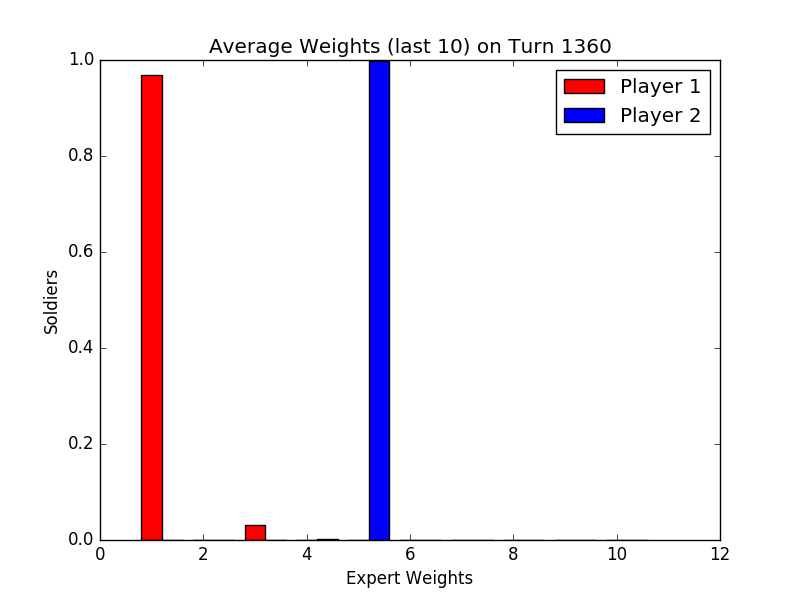 Average Weights (last 10) on Turn 1360
Player 1
Player 2
1.0
0.8
0.6
0.4
0.2
0.0
Soldiers
0 2 4 6 8 10 12
Expert Weights